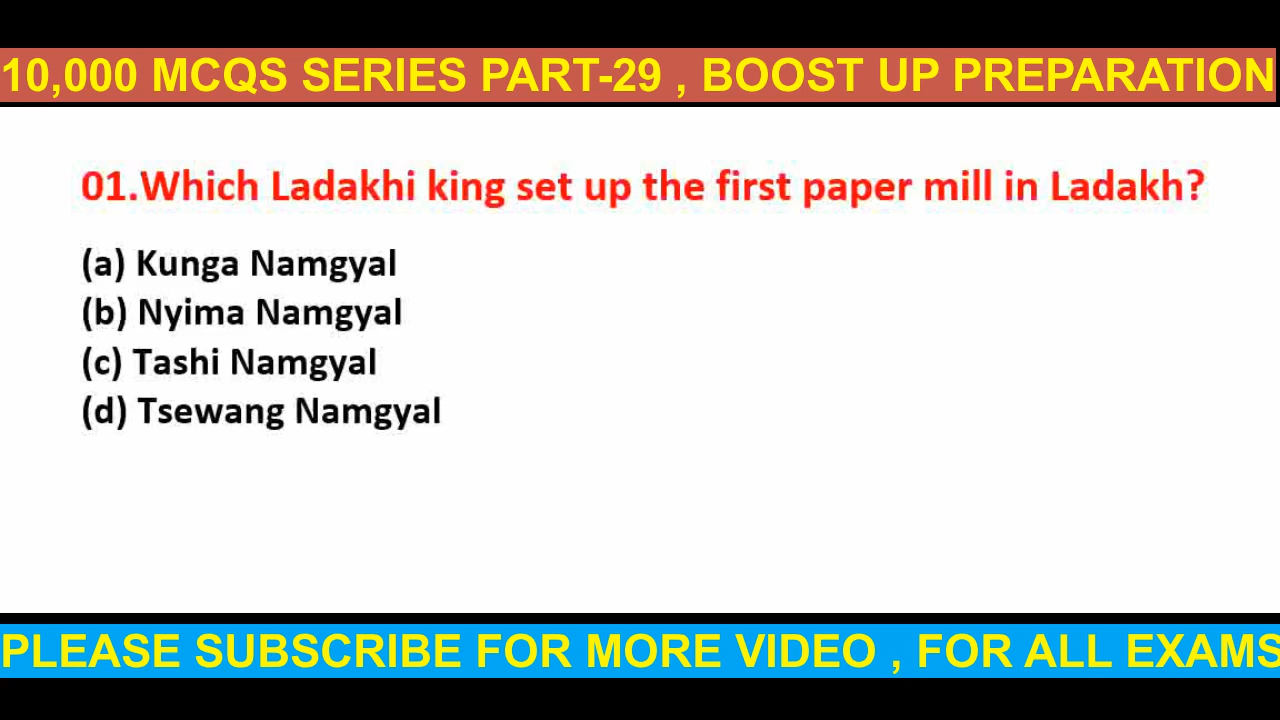 10,000 MCQS SERIES PART-29 , BOOST UP PREPARATION
01.Which Ladakhi king set up the first paper mill in Ladakh?
(a) Kunga Namgyal
(b) Nyima Namgyal
(c) Tashi Namgyal
(d) Tsewang Namgyal
PLEASE SUBSCRIBE FOR MORE VIDEO , FOR ALL EXAMS